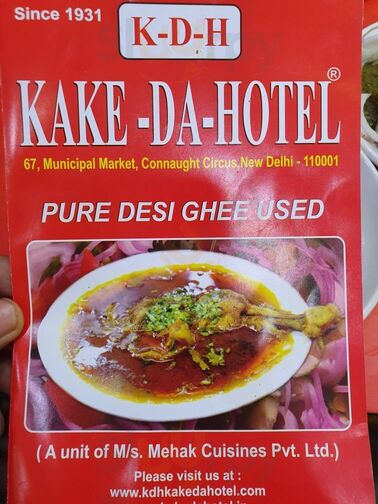 Since 1931
K-D-H
KAKE -DA-HOTEL®
67, Municipal Market, Connaught Circus,New Delhi - 110001
PURE DESI GHEE USED
( A unit of M/s. Mehak Cuisines Pvt. Ltd.)
Please visit us at :
www.kdhkakedahotel.com